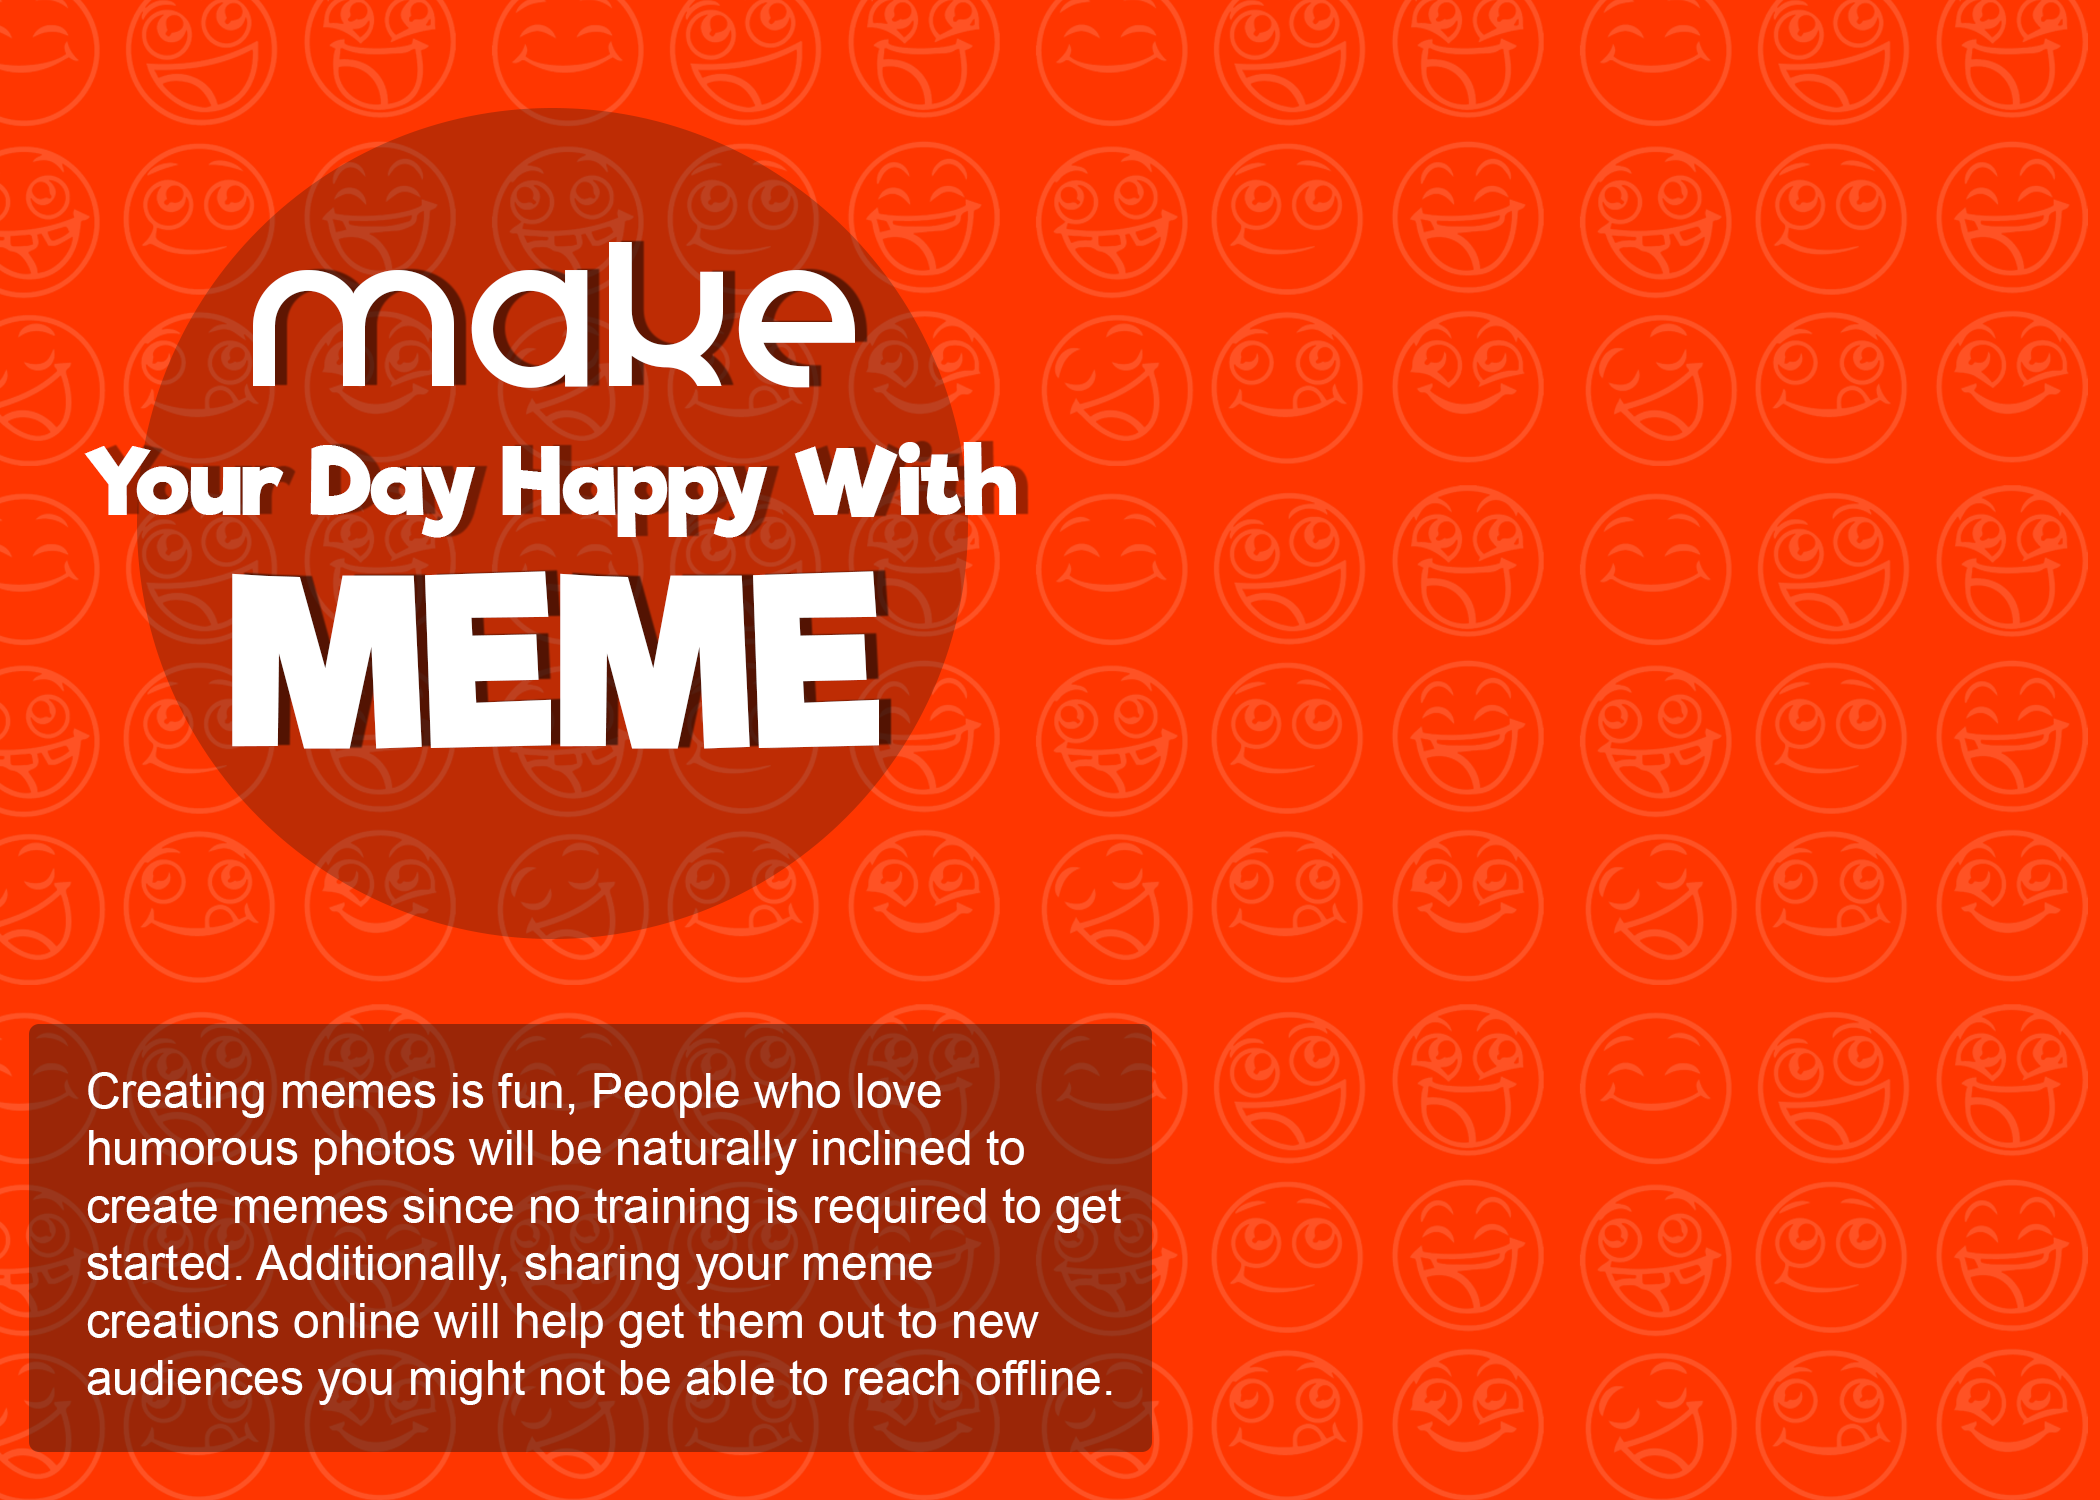 make
Your Day Happy With
MEME
Creating memes is fun, People who love
humorous photos will be naturally inclined to
create memes since no training is required to get
started. Additionally, sharing your meme
creations online will help get them out to new
audiences you might not be able to reach offline.